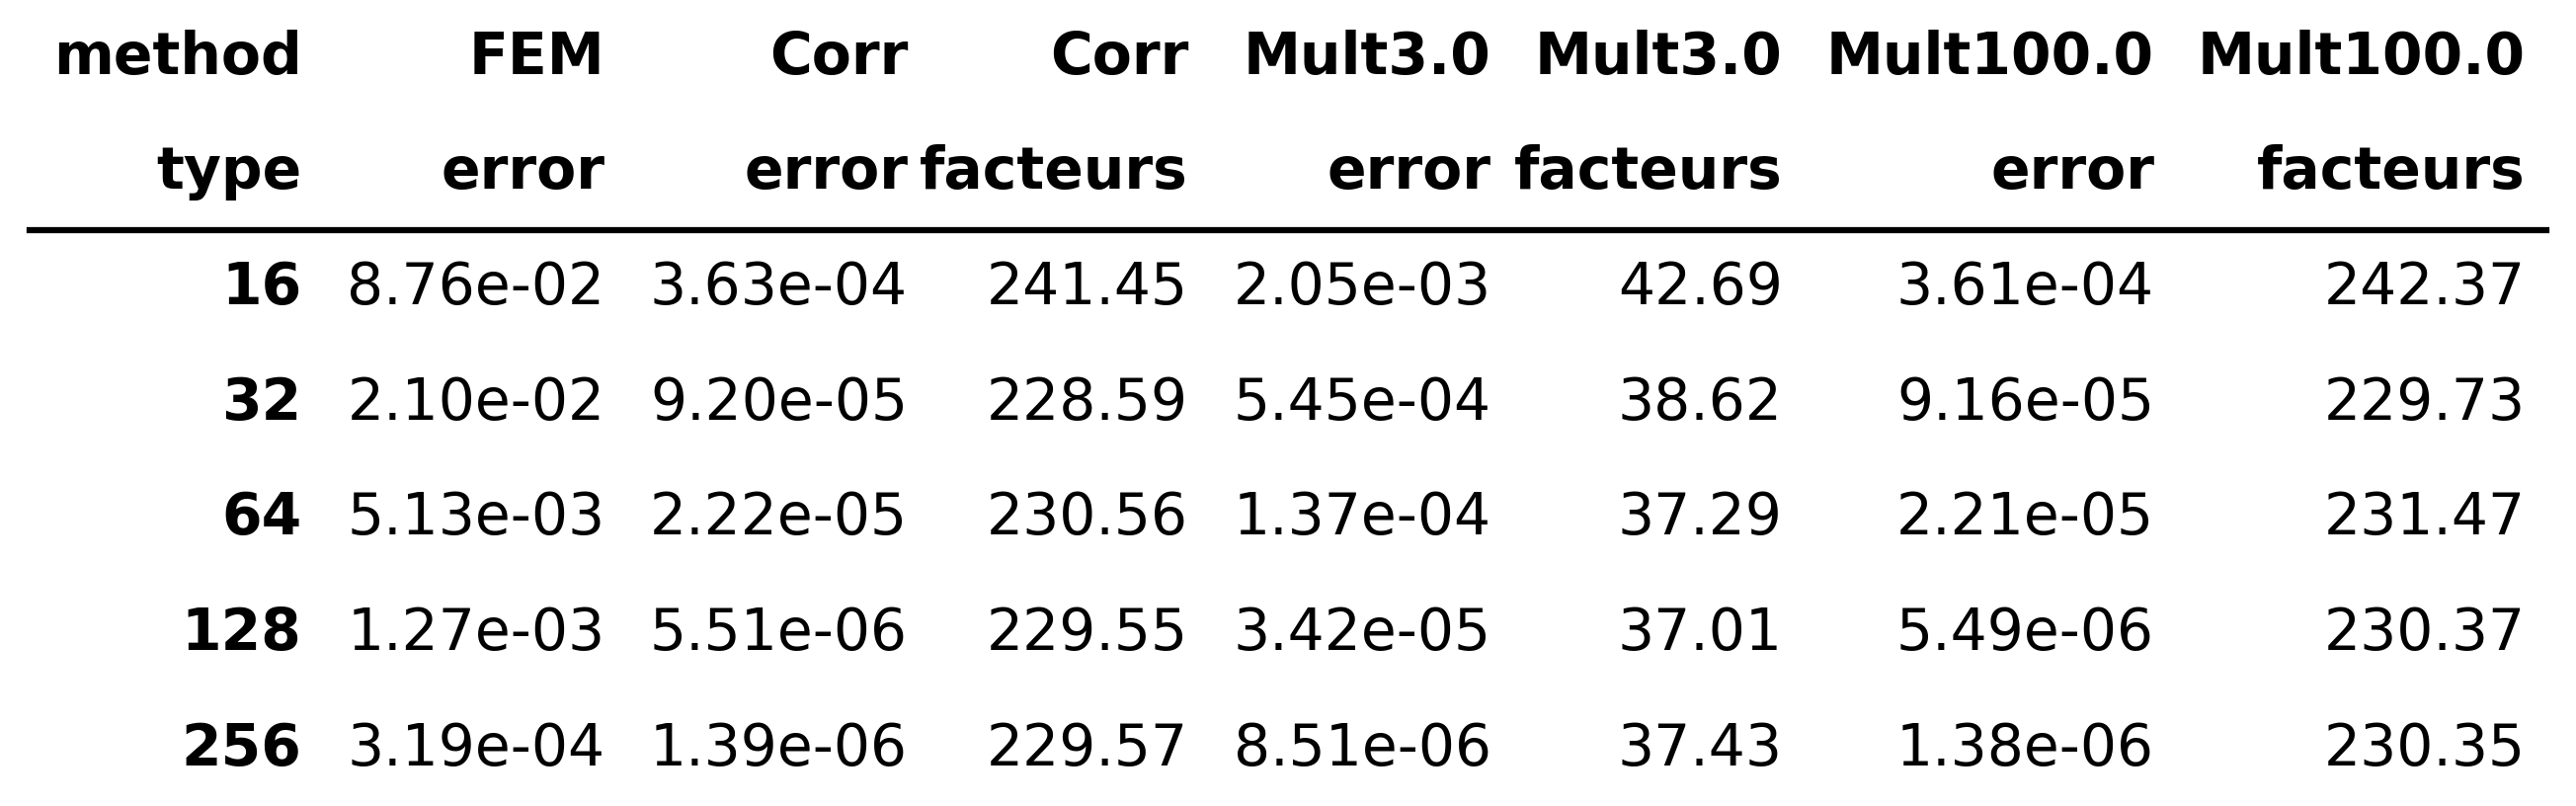 method FEM Corr Corr Mult3.0 Mult3.0 Mult100.0 Mult100.0
type error error facteurs error facteurs error facteurs
16 8.76e-02 3.63e-04 241.45 2.05e-03 42.69 3.61e-04 242.37
32 2.10e-02 9.20e-05 228.59 5.45e-04 38.62 9.16e-05 229.73
64 5.13e-03 2.22e-05 230.56 1.37e-04 37.29 2.21e-05 231.47
128 1.27e-03 5.51e-06 229.55 3.42e-05 37.01 5.49e-06 230.37
256 3.19e-04 1.39e-06 229.57 8.51e-06 37.43 1.38e-06 230.35